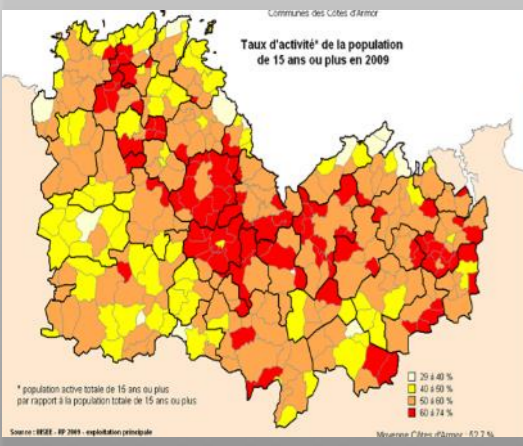 Communes des Côtes d'Armor
Taux d'activité* de la population
de 15 ans ou plus en 2009
29 à 40 %
40 à 50 %
50 à 60 %
60 à 74 %
* population active totale de 15 ans ou plus
par rapport à la population totale de 15 ans ou plus
Source : INSEE - RP 2009 - exploitation principale
Moyenne Côtes d'Armor : 52,7 %